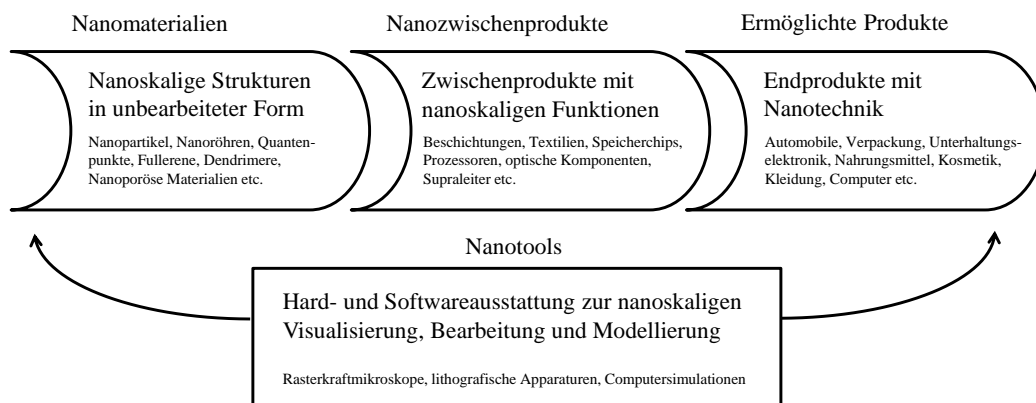 Nanomaterialien
Nanoskalige Strukturen
in unbearbeiteter Form
Nanopartikel, Nanoröhren, Quanten-
punkte, Fullerene, Dendrimere,
Nanoporöse Materialien etc.
Nanozwischenprodukte
Zwischenprodukte mit
nanoskaligen Funktionen
Beschichtungen, Textilien, Speicherchips,
Prozessoren, optische Komponenten,
Supraleiter etc.
Ermöglichte Produkte
Endprodukte mit
Nanotechnik
Automobile, Verpackung, Unterhaltungs-
elektronik, Nahrungsmittel, Kosmetik,
Kleidung, Computer etc.
Nanotools
Hard- und Softwareausstattung zur nanoskaligen
Visualisierung, Bearbeitung und Modellierung
Rasterkraftmikroskope, lithografische Apparaturen, Computersimulationen